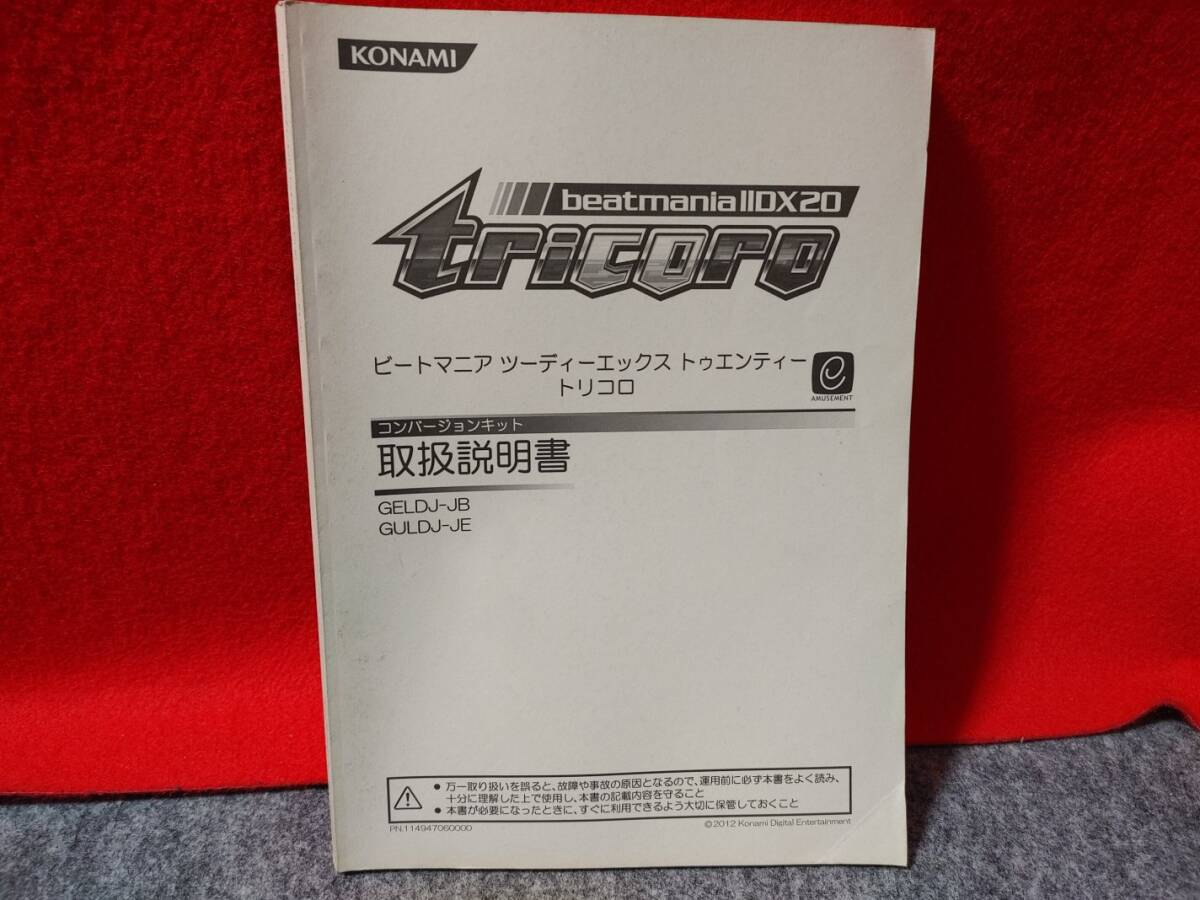 KONAMI
beatmania IIDX 20
tricoro
ビートマニア ツーディーエックス トゥエンティー
トリコロ
e
AMUSEMENT
コンバージョンキット
取扱説明書
GELDJ-JB
GULDJ-JE
● 万一取り扱いを誤ると、故障や事故の原因となるので、運用前に必ず本書をよく読み、
十分に理解した上で使用し、本書の記載内容を守ること
● 本書が必要になったときに、すぐに利用できるよう大切に保管しておくこと
PN.114947060000
©2012 Konami Digital Entertainment